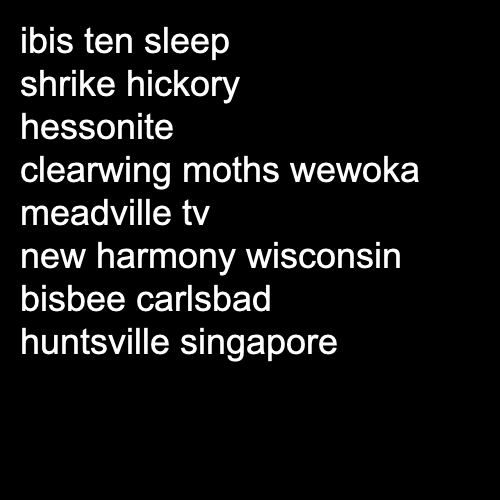 ibis ten sleep
shrike hickory
hessonite
clearwing moths wewoka
meadville tv
new harmony wisconsin
bisbee carlsbad
huntsville singapore